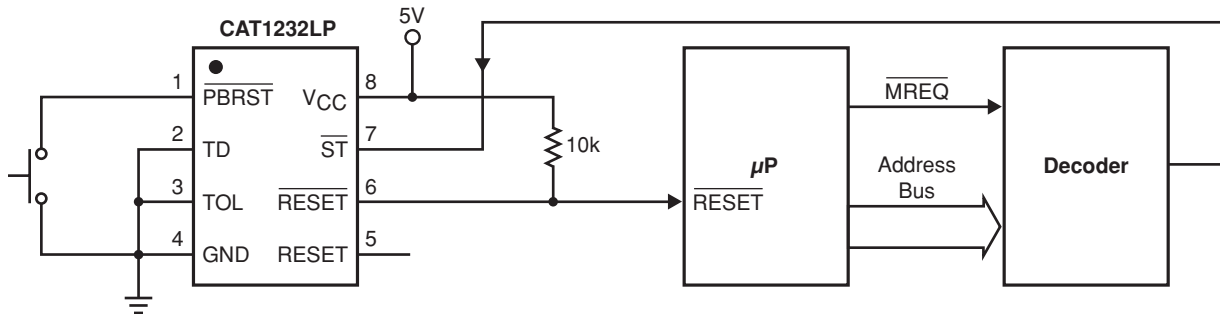 CAT1232LP
5V
1
PBRST
VCC
8
2
TD
ST
7
3
TOL
RESET
6
4
GND
RESET
5
10k
µP
RESET
MREQ
Address
Bus
Decoder